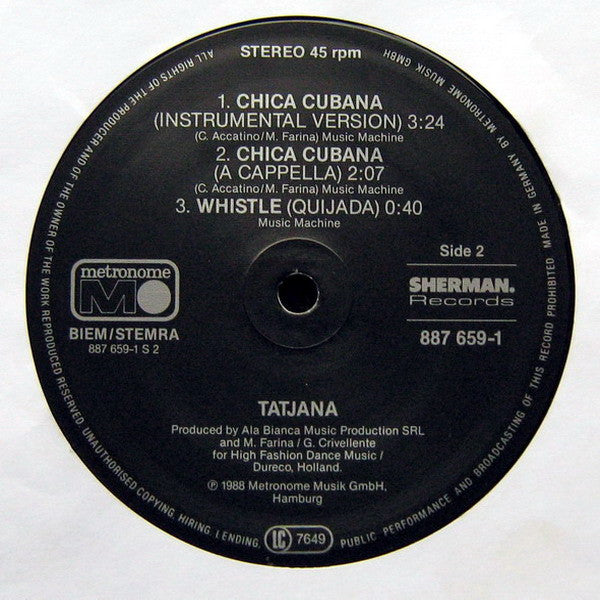 STEREO 45 rpm
1. CHICA CUBANA
(INSTRUMENTAL VERSION) 3:24
(C. Accatino/M. Farina) Music Machine
2. CHICA CUBANA
(A CAPPELLA) 2:07
(C. Accatino/M. Farina) Music Machine
3. WHISTLE (QUIJADA) 0:40
Music Machine
Side 2
metronome
M
BIEM/STEMRA
887 659-1 S 2
SHERMAN.
Records
887 659-1
TATJANA
Produced by Ala Bianca Music Production SRL
and M. Farina / G. Crivellente
for High Fashion Dance Music /
Dureco, Holland.
℗ 1988 Metronome Musik GmbH,
Hamburg
LC 7649
ALL RIGHTS OF THE PRODUCER AND OF THE OWNER OF THE WORK REPRODUCED RESERVED. UNAUTHORISED COPYING, HIRING, LENDING, PUBLIC PERFORMANCE AND BROADCASTING OF THIS RECORD PROHIBITED. MADE IN GERMANY BY METRONOME MUSIK GMBH